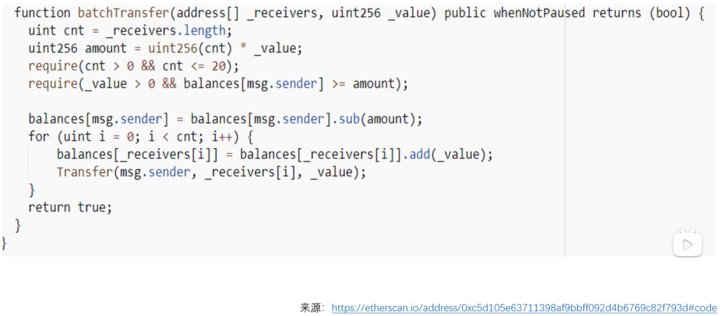 function batchTransfer(address[] _receivers, uint256 _value) public whenNotPaused returns (bool) {
uint cnt = _receivers.length;
uint256 amount = uint256(cnt) * _value;
require(cnt > 0 && cnt <= 20);
require(_value > 0 && balances[msg.sender] >= amount);
balances[msg.sender] = balances[msg.sender].sub(amount);
for (uint i = 0; i < cnt; i++) {
balances[_receivers[i]] = balances[_receivers[i]].add(_value);
Transfer(msg.sender, _receivers[i], _value);
}
return true;
}
}
来源：https://etherscan.io/address/0xc5d105e63711398af9bbff092d4b6769c82f793d#code